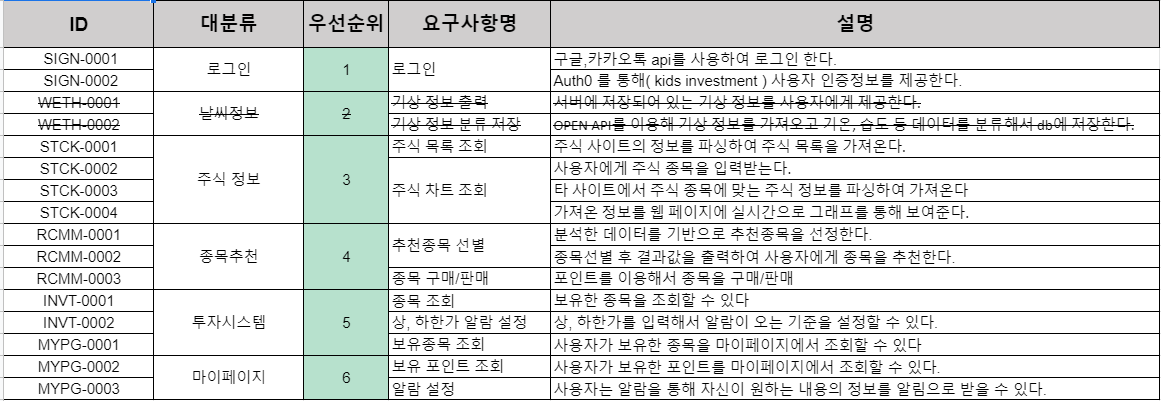 ID 대분류 우선순위 요구사항명 설명
SIGN-0001 로그인 1 로그인 구글,카카오톡 api를 사용하여 로그인 한다.
SIGN-0002 Auth0 를 통해( kids investment ) 사용자 인증정보를 제공한다.
WETH-0001 날씨정보 2 기상 정보 출력 서버에 저장되어 있는 기상 정보를 사용자에게 제공한다.
WETH-0002 기상 정보 분류 저장 OPEN API를 이용해 기상 정보를 가져오고 기온, 습도 등 데이터를 분류해서 db에 저장한다.
STCK-0001 주식 정보 3 주식 목록 조회 주식 사이트의 정보를 파싱하여 주식 목록을 가져온다.
STCK-0002 주식 차트 조회 사용자에게 주식 종목을 입력받는다.
STCK-0003 타 사이트에서 주식 종목에 맞는 주식 정보를 파싱하여 가져온다
STCK-0004 가져온 정보를 웹 페이지에 실시간으로 그래프를 통해 보여준다.
RCMM-0001 종목추천 4 추천종목 선별 분석한 데이터를 기반으로 추천종목을 선정한다.
RCMM-0002 종목선별 후 결과값을 출력하여 사용자에게 종목을 추천한다.
RCMM-0003 종목 구매/판매 포인트를 이용해서 종목을 구매/판매
INVT-0001 투자시스템 5 종목 조회 보유한 종목을 조회할 수 있다
INVT-0002 상, 하한가 알람 설정 상, 하한가를 입력해서 알람이 오는 기준을 설정할 수 있다.
MYPG-0001 보유종목 조회 사용자가 보유한 종목을 마이페이지에서 조회할 수 있다
MYPG-0002 마이페이지 6 보유 포인트 조회 사용자가 보유한 포인트를 마이페이지에서 조회할 수 있다.
MYPG-0003 알람 설정 사용자는 알람을 통해 자신이 원하는 내용의 정보를 알림으로 받을 수 있다.